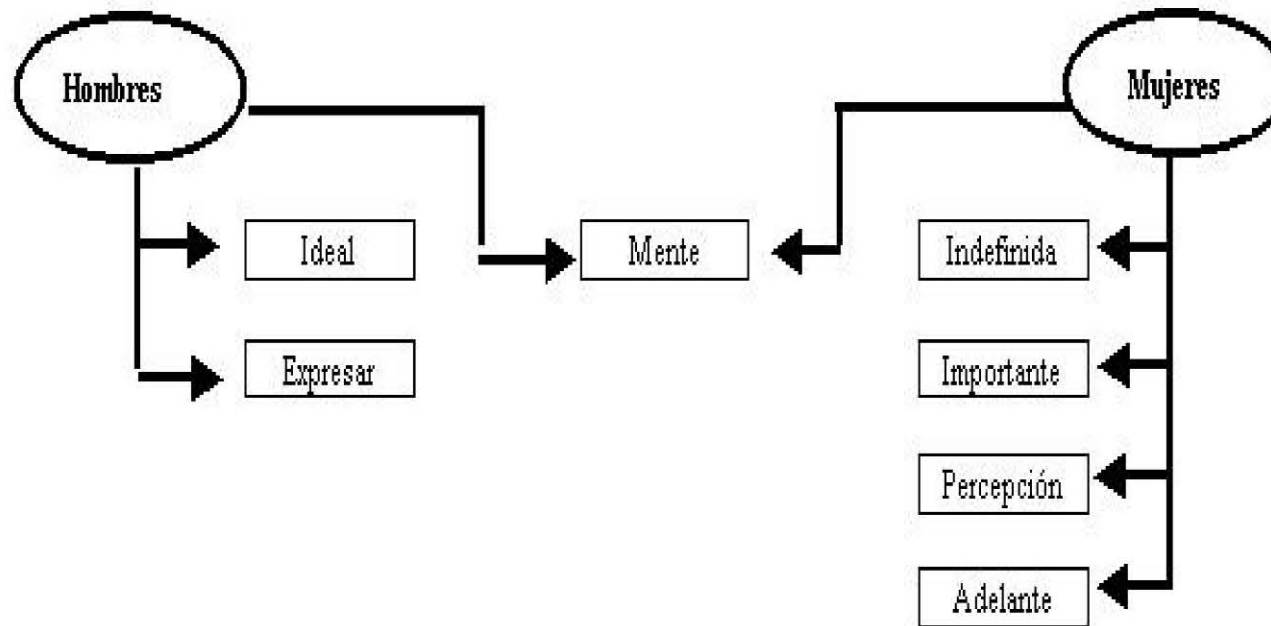 Hombres
Mujeres
Ideal
Mente
Indefinida
Expresar
Importante
Percepción
Adelante